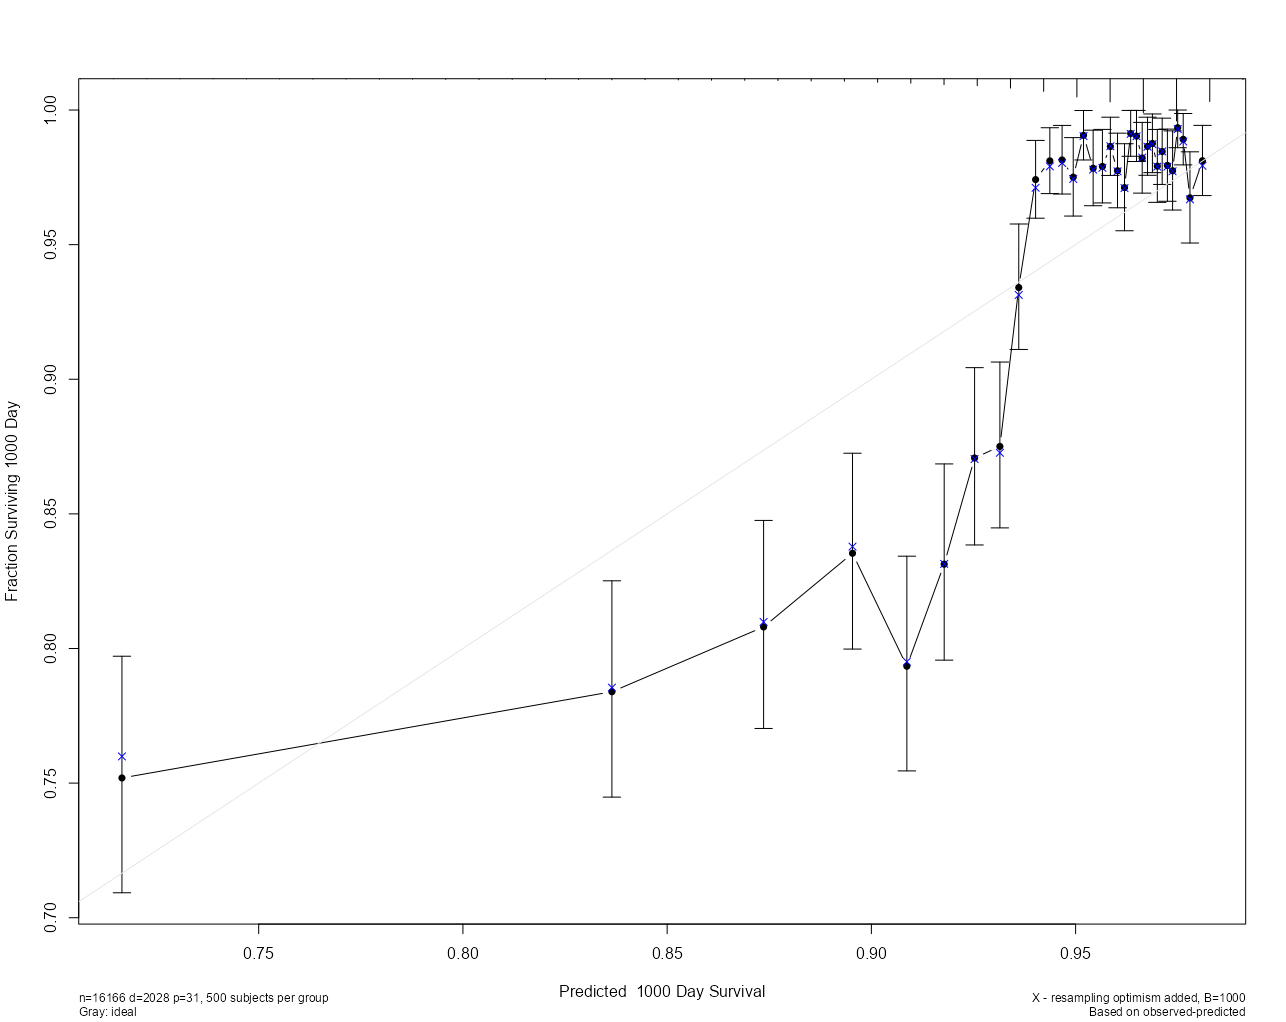 1.00
0.95
0.90
0.85
0.80
0.75
0.70
Fraction Surviving 1000 Day
0.75 0.80 0.85 0.90 0.95
Predicted  1000 Day Survival
n=16166 d=2028 p=31, 500 subjects per group
Gray: ideal
X - resampling optimism added, B=1000
Based on observed-predicted